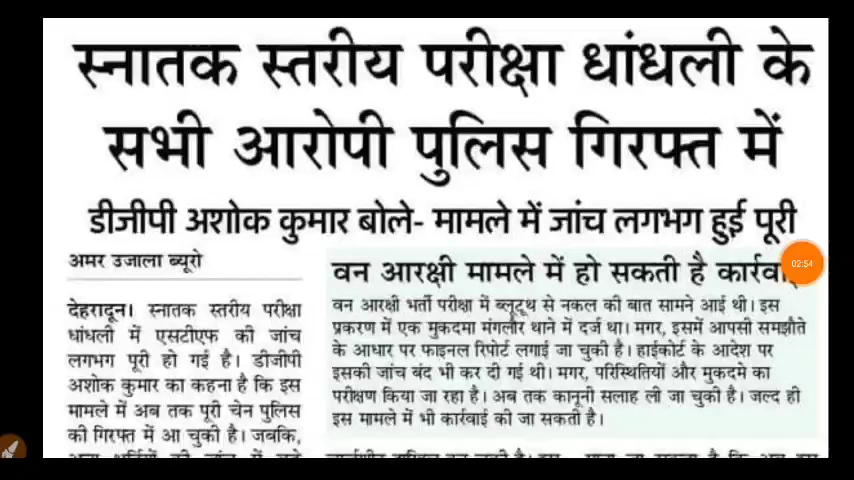 स्नातक स्तरीय परीक्षा धांधली के
सभी आरोपी पुलिस गिरफ्त में
डीजीपी अशोक कुमार बोले- मामले में जांच लगभग हुई पूरी
अमर उजाला ब्यूरो
देहरादून। स्नातक स्तरीय परीक्षा
धांधली में एसटीएफ की जांच
लगभग पूरी हो गई है। डीजीपी
अशोक कुमार का कहना है कि इस
मामले में अब तक पूरी चेन पुलिस
की गिरफ्त में आ चुकी है। जबकि,
वन आरक्षी मामले में हो सकती है
वन आरक्षी भर्ती परीक्षा में ब्लूटूथ से नकल की बात सामने आई थी। इस
प्रकरण में एक मुकदमा मंगलौर थाने में दर्ज था। मगर, इसमें आपसी समझौते
के आधार पर फाइनल रिपोर्ट लगाई जा चुकी है। हाईकोर्ट के आदेश पर
इसकी जांच बंद भी कर दी गई थी। मगर, परिस्थितियों और मुकदमे का
परीक्षण किया जा रहा है। अब तक कानूनी सलाह ली जा चुकी है। जल्द ही
इस मामले में भी कार्रवाई की जा सकती है।
02:54